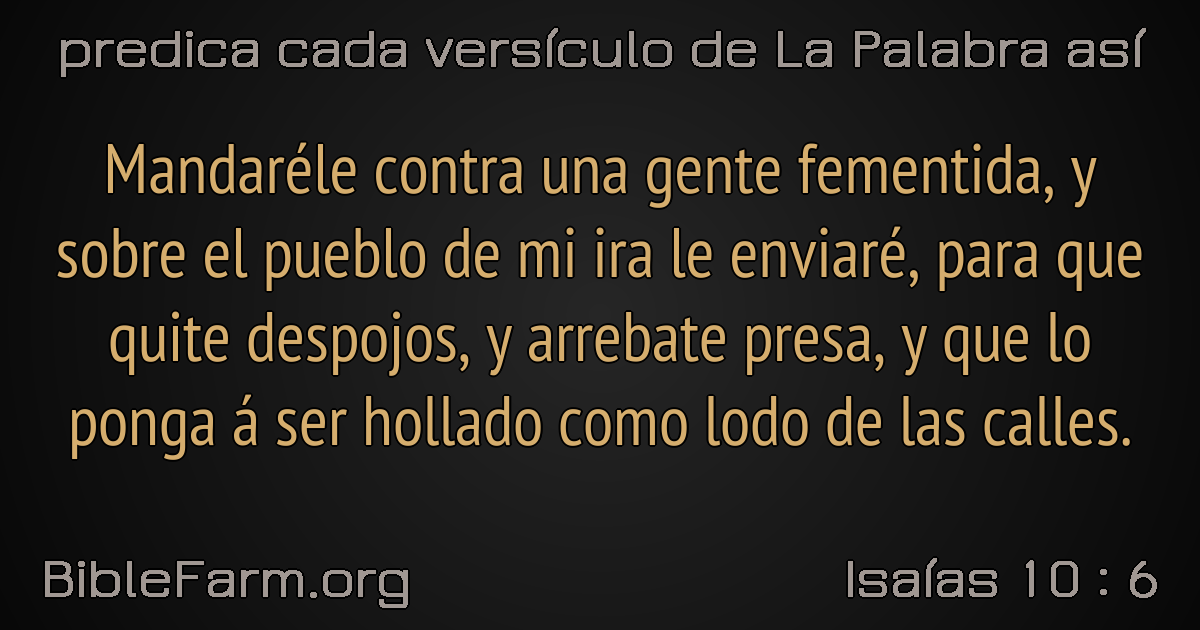 predica cada versículo de La Palabra así
Mandaréle contra una gente fementida, y
sobre el pueblo de mi ira le enviaré, para que
quite despojos, y arrebate presa, y que lo
ponga á ser hollado como lodo de las calles.
BibleFarm.org
Isaías 10 : 6